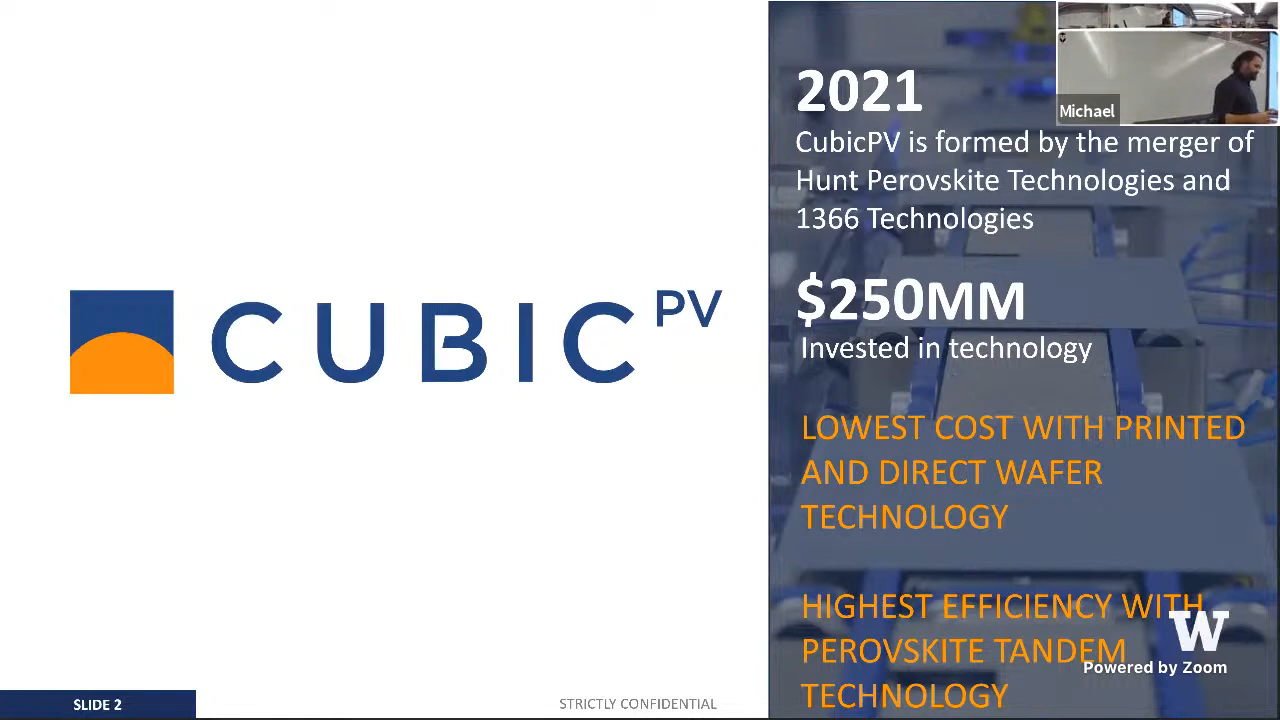 CUBIC PV
2021
CubicPV is formed by the merger of
Hunt Perovskite Technologies and
1366 Technologies
$250MM
Invested in technology
LOWEST COST WITH PRINTED
AND DIRECT WAFER
TECHNOLOGY
HIGHEST EFFICIENCY WITH
PEROVSKITE TANDEM
TECHNOLOGY
Michael
W
Powered by Zoom
SLIDE 2
STRICTLY CONFIDENTIAL